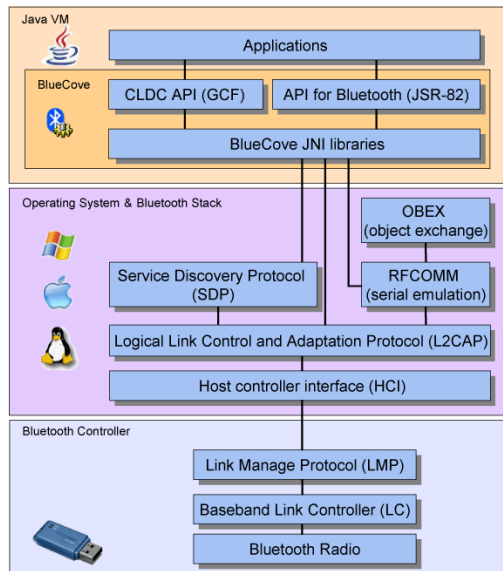 Java VM
Applications
BlueCove
CLDC API (GCF)
API for Bluetooth (JSR-82)
BlueCove JNI libraries
Operating System & Bluetooth Stack
OBEX
(object exchange)
Service Discovery Protocol
(SDP)
RFCOMM
(serial emulation)
Logical Link Control and Adaptation Protocol (L2CAP)
Host controller interface (HCI)
Bluetooth Controller
Link Manage Protocol (LMP)
Baseband Link Controller (LC)
Bluetooth Radio